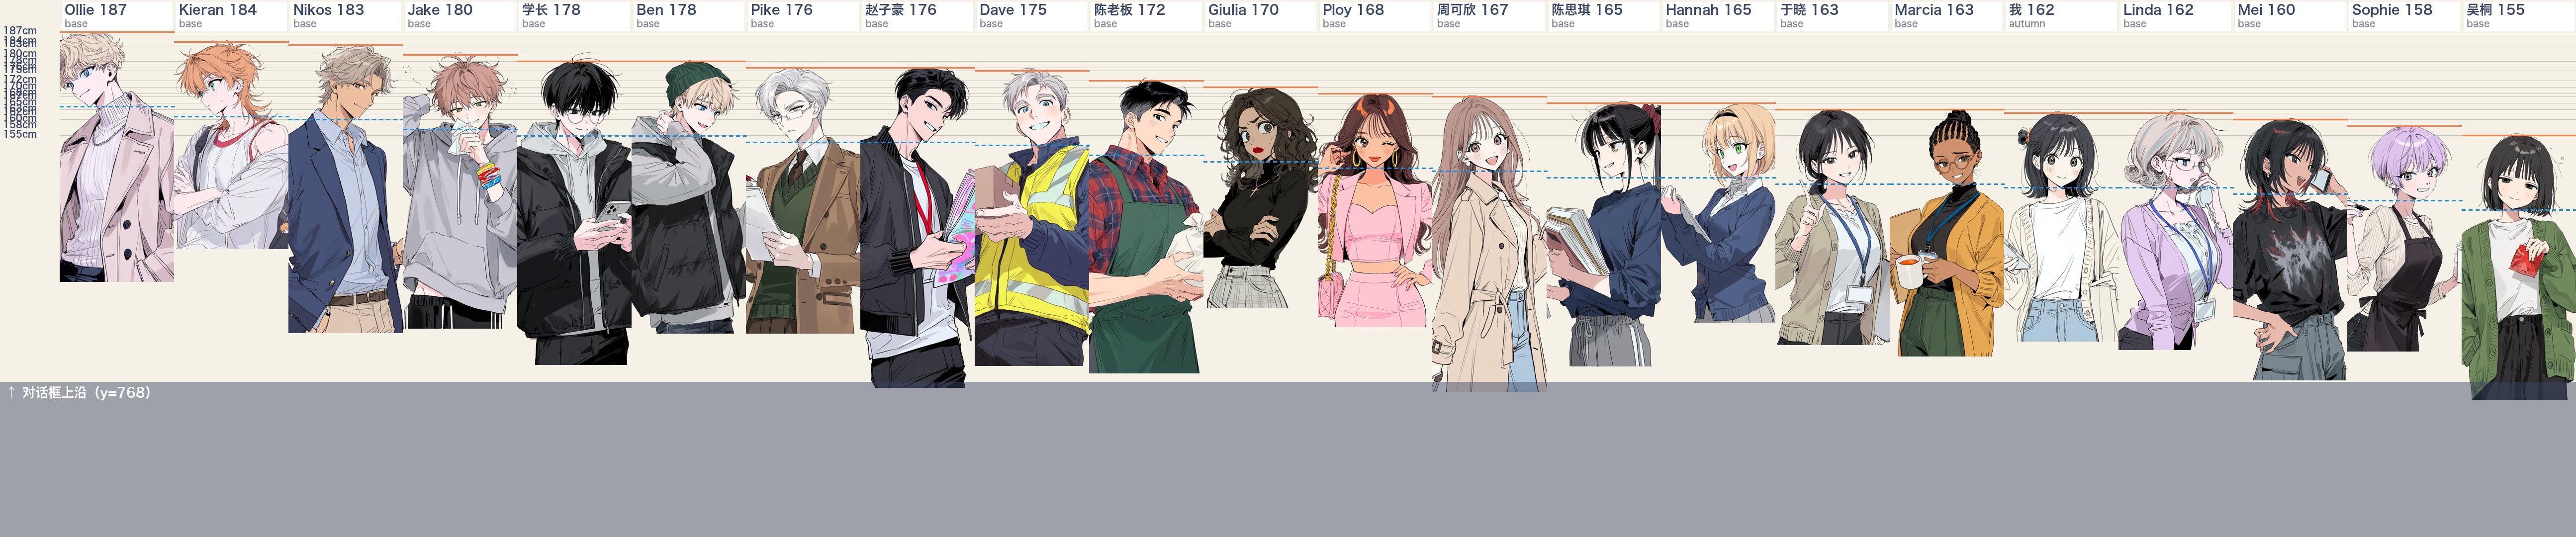 Ollie 187
base
Kieran 184
base
Nikos 183
base
Jake 180
base
学长 178
base
Ben 178
base
Pike 176
base
赵子豪 176
base
Dave 175
base
陈老板 172
base
Giulia 170
base
Ploy 168
base
周可欣 167
base
陈思琪 165
base
Hannah 165
base
于晓 163
base
Marcia 163
base
我 162
autumn
Linda 162
base
Mei 160
base
Sophie 158
base
吴桐 155
base
187cm
180cm
172cm
160cm
158cm
155cm
↑ 对话框上沿（y=768）